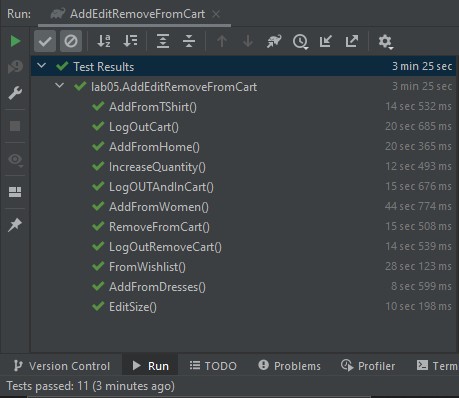 Run: AddEditRemoveFromCart
Test Results 3 min 25 sec
lab05.AddEditRemoveFromCart 3 min 25 sec
AddFromTShirt() 14 sec 532 ms
LogOutCart() 20 sec 685 ms
AddFromHome() 20 sec 365 ms
IncreaseQuantity() 12 sec 493 ms
LogOUTAndInCart() 15 sec 676 ms
AddFromWomen() 44 sec 774 ms
RemoveFromCart() 15 sec 508 ms
LogOutRemoveCart() 14 sec 539 ms
FromWishlist() 28 sec 123 ms
AddFromDresses() 8 sec 599 ms
EditSize() 10 sec 198 ms
Version Control Run TODO Problems Profiler Term
Tests passed: 11 (3 minutes ago)